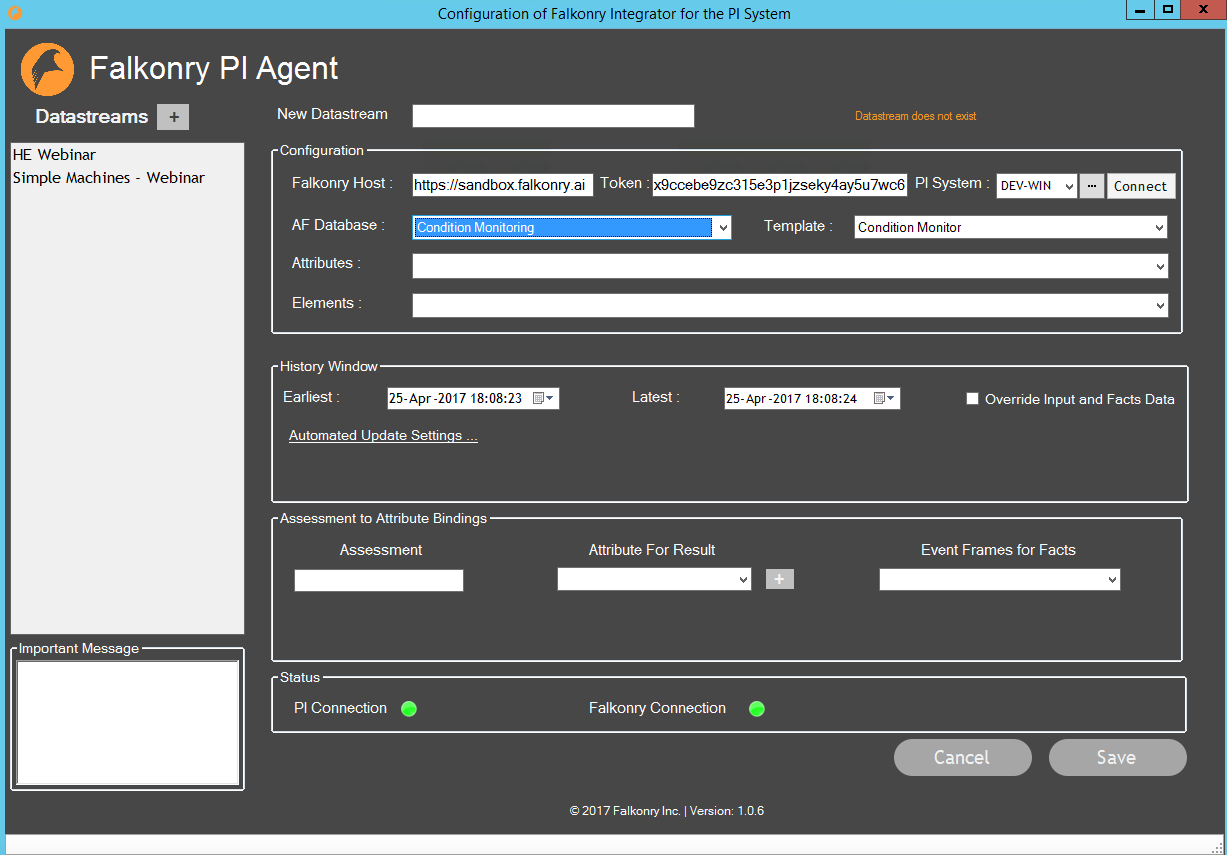 Configuration of Falkonry Integrator for the PI System
Falkonry PI Agent
Datastreams +
New Datastream
Datastream does not exist
HE Webinar
Simple Machines - Webinar
Configuration
Falkonry Host : https://sandbox.falkonry.ai Token : x9ccebe9zc315e3p1jzseky4ay5u7wc6 PI System : DEV-WIN ... Connect
AF Database : Condition Monitoring Template : Condition Monitor
Attributes :
Elements :
History Window
Earliest : 25-Apr-2017 18:08:23 Latest : 25-Apr-2017 18:08:24 Override Input and Facts Data
Automated Update Settings ...
Assessment to Attribute Bindings
Assessment Attribute For Result Event Frames for Facts
+
Important Message
Status
PI Connection Falkonry Connection
Cancel Save
© 2017 Falkonry Inc. | Version: 1.0.6